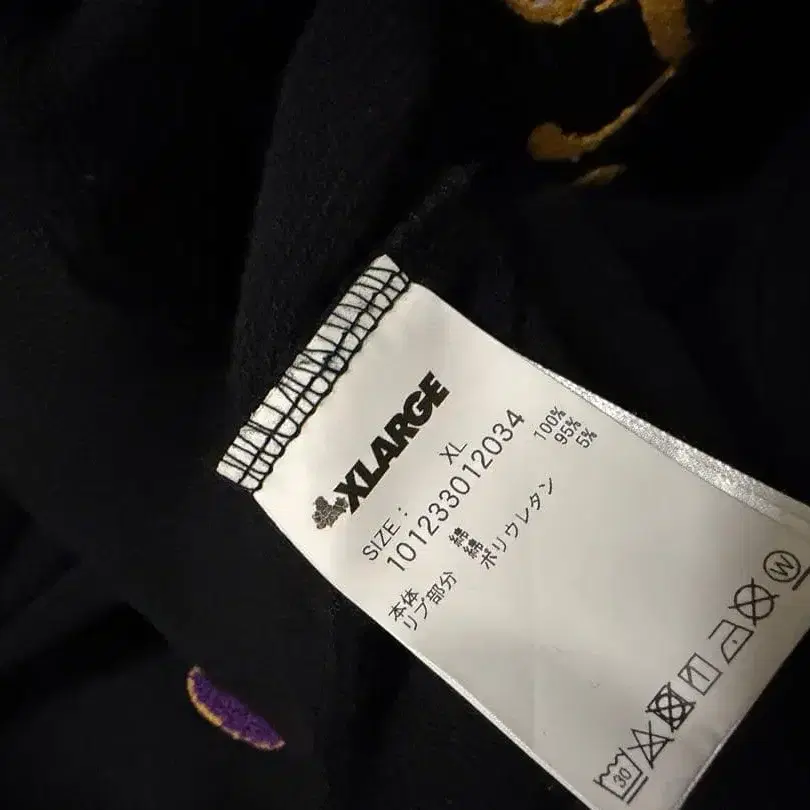 XLARGE
SIZE： XL
101233012034
本体 綿 100%
リブ部分 綿 95%
ポリウレタン 5%
30
W